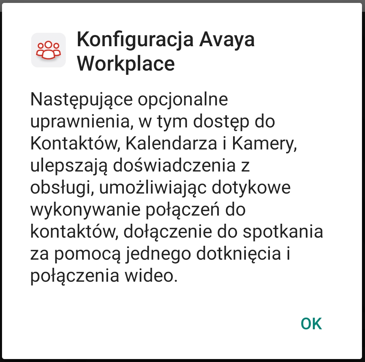 Konfiguracja Avaya
Workplace
Następujące opcjonalne
uprawnienia, w tym dostęp do
Kontaktów, Kalendarza i Kamery,
ulepszają doświadczenia z
obsługi, umożliwiając dotykowe
wykonywanie połączeń do
kontaktów, dołączenie do spotkania
za pomocą jednego dotknięcia i
połączenia wideo.
OK